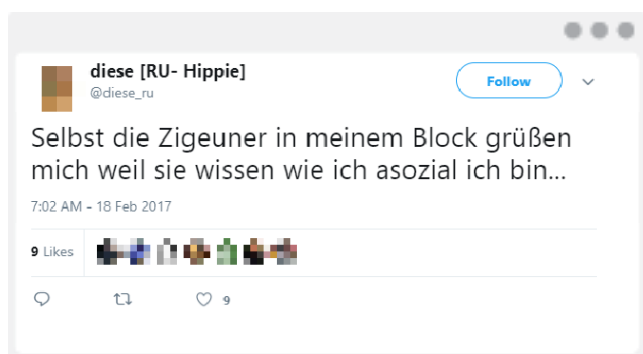 diese [RU- Hippie]
@diese_ru
Follow
Selbst die Zigeuner in meinem Block grüßen
mich weil sie wissen wie ich asozial ich bin...
7:02 AM - 18 Feb 2017
9 Likes
9